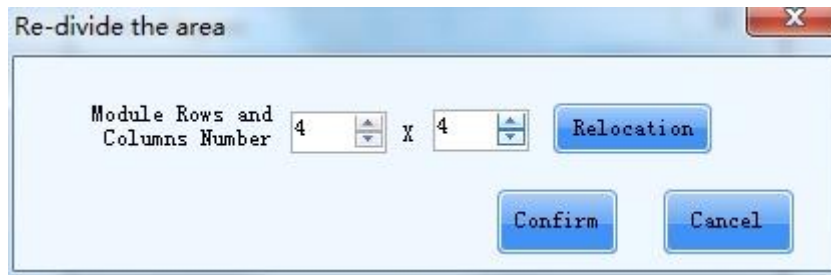 Re-divide the area
X
Module Rows and
Columns Number
4
X
4
Relocation
Confirm
Cancel